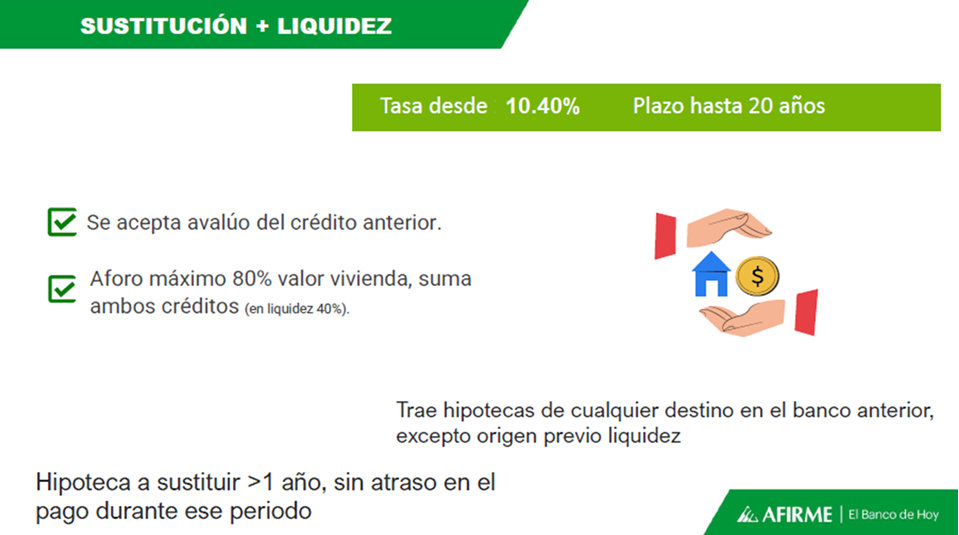 SUSTITUCIÓN + LIQUIDEZ
Tasa desde 10.40% Plazo hasta 20 años
Se acepta avalúo del crédito anterior.
Aforo máximo 80% valor vivienda, suma
ambos créditos (en liquidez 40%).
$
Trae hipotecas de cualquier destino en el banco anterior,
excepto origen previo liquidez
Hipoteca a sustituir >1 año, sin atraso en el
pago durante ese periodo
AFIRME | El Banco de Hoy